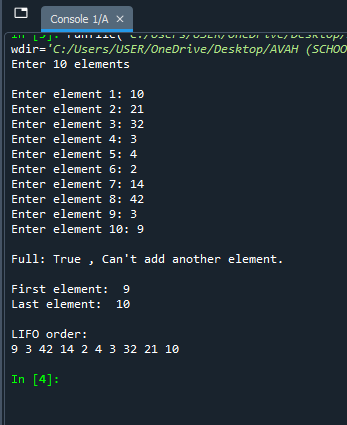 Console 1/A
wdir='C:/Users/USER/OneDrive/Desktop/AVAH (SCHOO
Enter 10 elements
Enter element 1: 10
Enter element 2: 21
Enter element 3: 32
Enter element 4: 3
Enter element 5: 4
Enter element 6: 2
Enter element 7: 14
Enter element 8: 42
Enter element 9: 3
Enter element 10: 9
Full: True , Can't add another element.
First element:  9
Last element:  10
LIFO order:
9 3 42 14 2 4 3 32 21 10
In [4]: